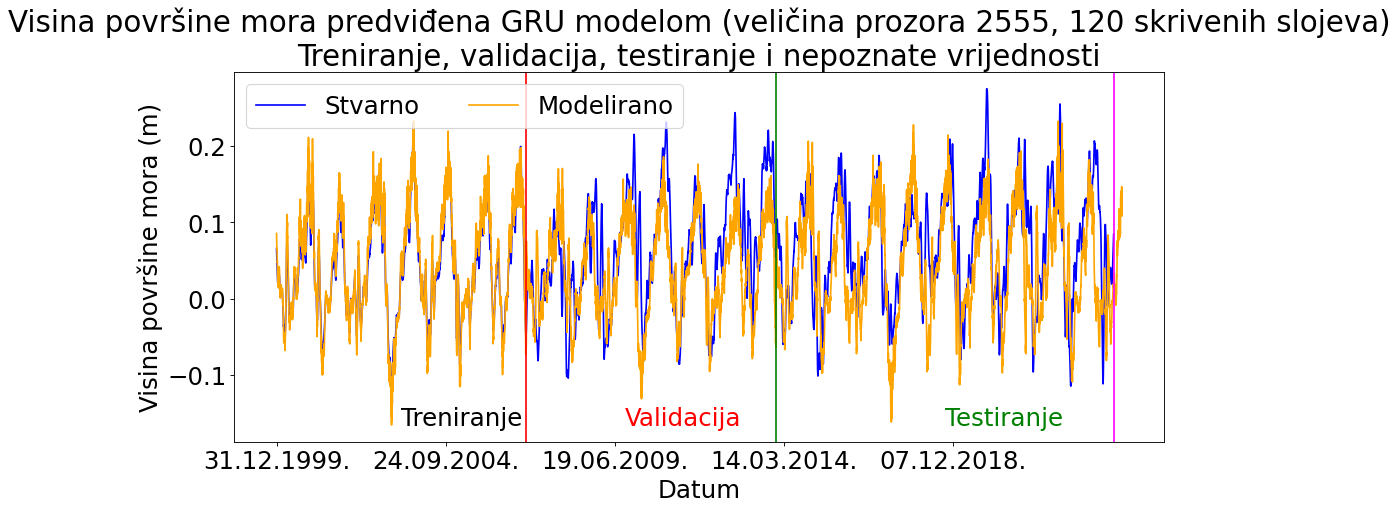 Visina površine mora predviđena GRU modelom (veličina prozora 2555, 120 skrivenih slojeva)
Treniranje, validacija, testiranje i nepoznate vrijednosti
Stvarno Modelirano
Visina površine mora (m)
0.2
0.1
0.0
−0.1
Treniranje Validacija Testiranje
31.12.1999. 24.09.2004. 19.06.2009. 14.03.2014. 07.12.2018.
Datum